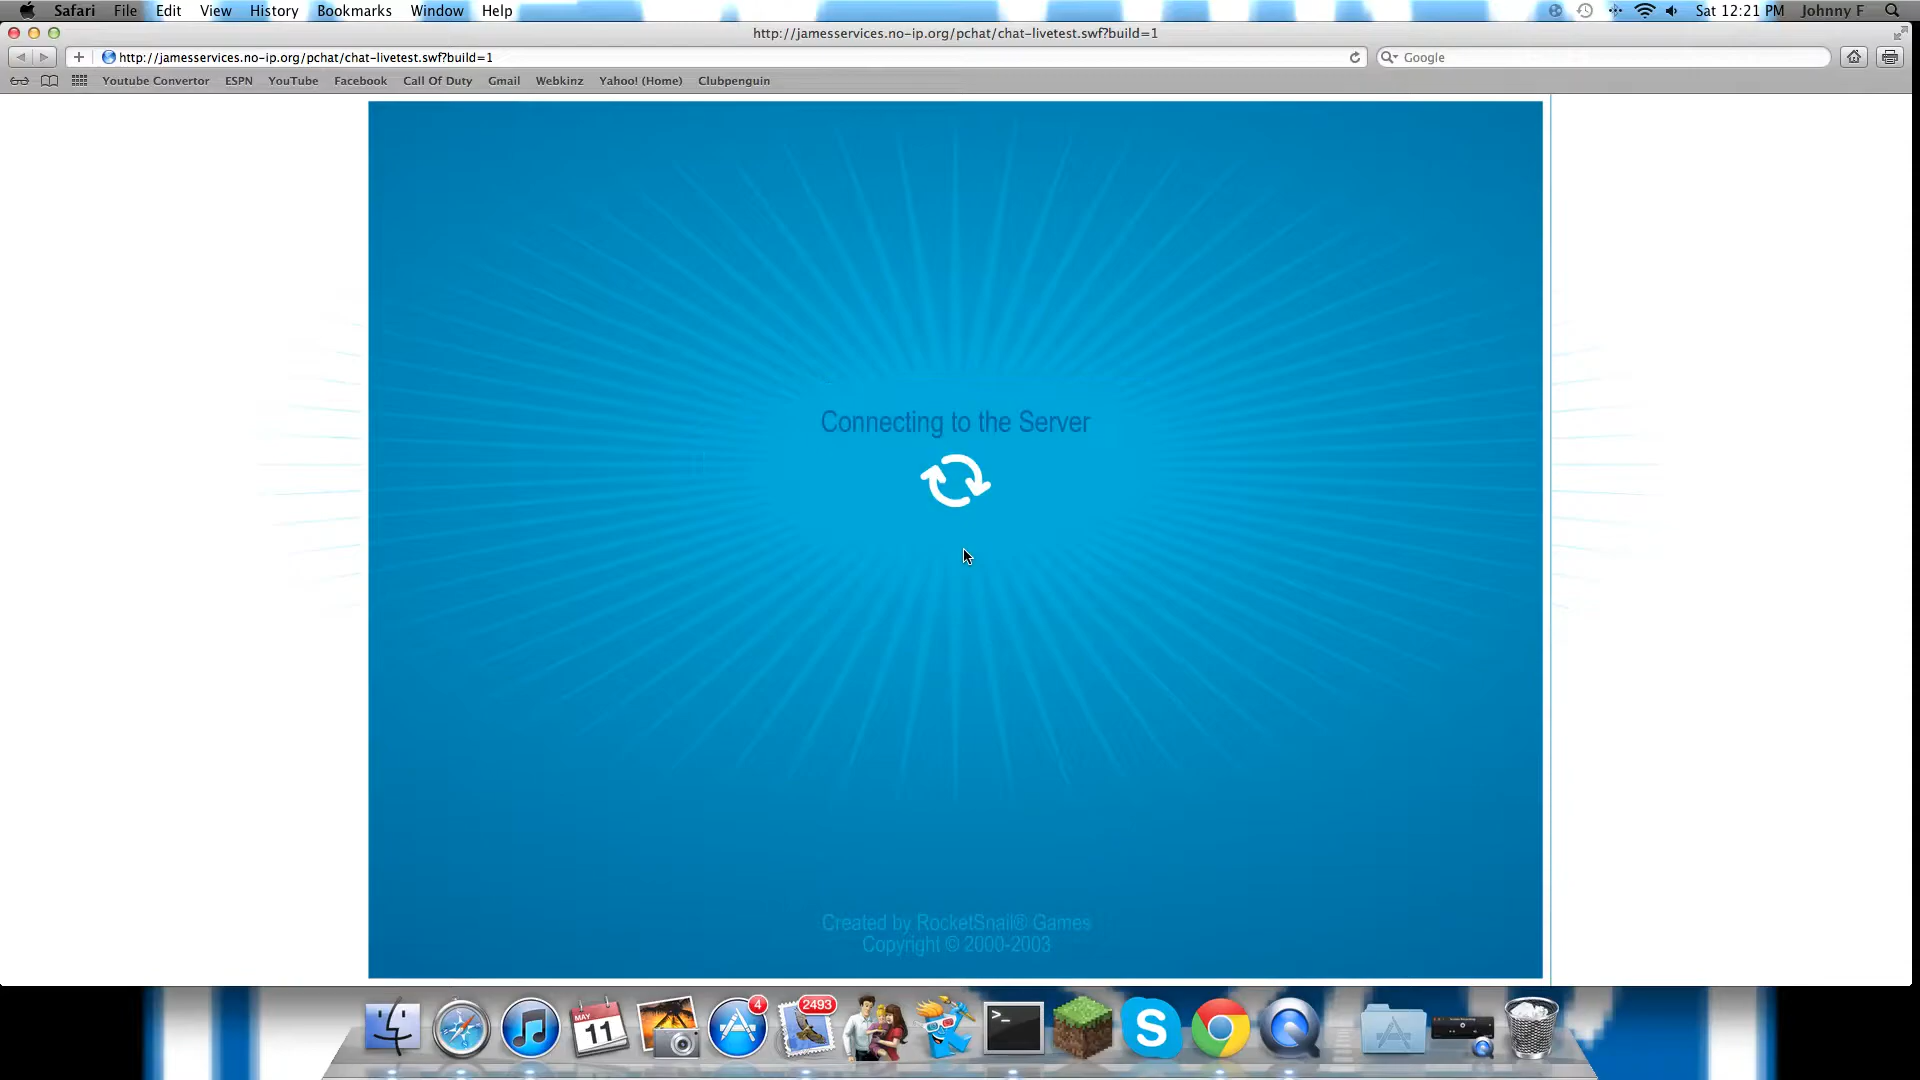 Safari File Edit View History Bookmarks Window Help Sat 12:21 PM Johnny F
http://jamesservices.no-ip.org/pchat/chat-livetest.swf?build=1
http://jamesservices.no-ip.org/pchat/chat-livetest.swf?build=1 Google
Youtube Convertor ESPN YouTube Facebook Call Of Duty Gmail Webkinz Yahoo! (Home) Clubpenguin
Connecting to the Server
Created by RocketSnail® Games
Copyright © 2000-2003
4 2493
MAY
11
>_
S